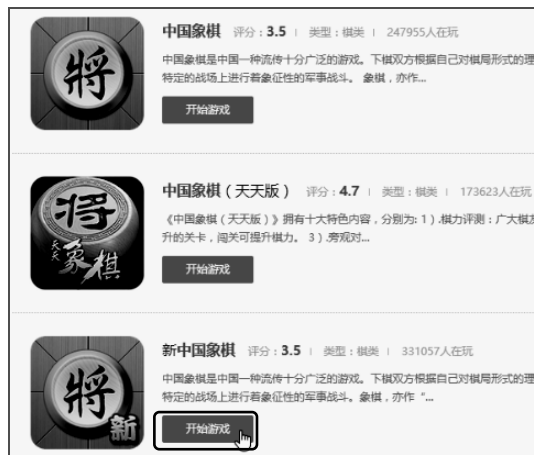 中国象棋 评分：3.5 | 类型：棋类 | 247955人在玩
將
中国象棋是中国一种流传十分广泛的游戏。下棋双方根据自己对棋局形式的理
特定的战场上进行着象征性的军事战斗。 象棋，亦作...
开始游戏
中国象棋（天天版） 评分：4.7 | 类型：棋类 | 173623人在玩
将
天天
象棋
《中国象棋（天天版）》拥有十大特色内容，分别为: 1）.棋力评测：广大棋友
升的关卡，闯关可提升棋力。 3）.旁观对...
开始游戏
新中国象棋 评分：3.5 | 类型：棋类 | 331057人在玩
將
新
中国象棋是中国一种流传十分广泛的游戏。下棋双方根据自己对棋局形式的理
特定的战场上进行着象征性的军事战斗。象棋，亦作“...
开始游戏